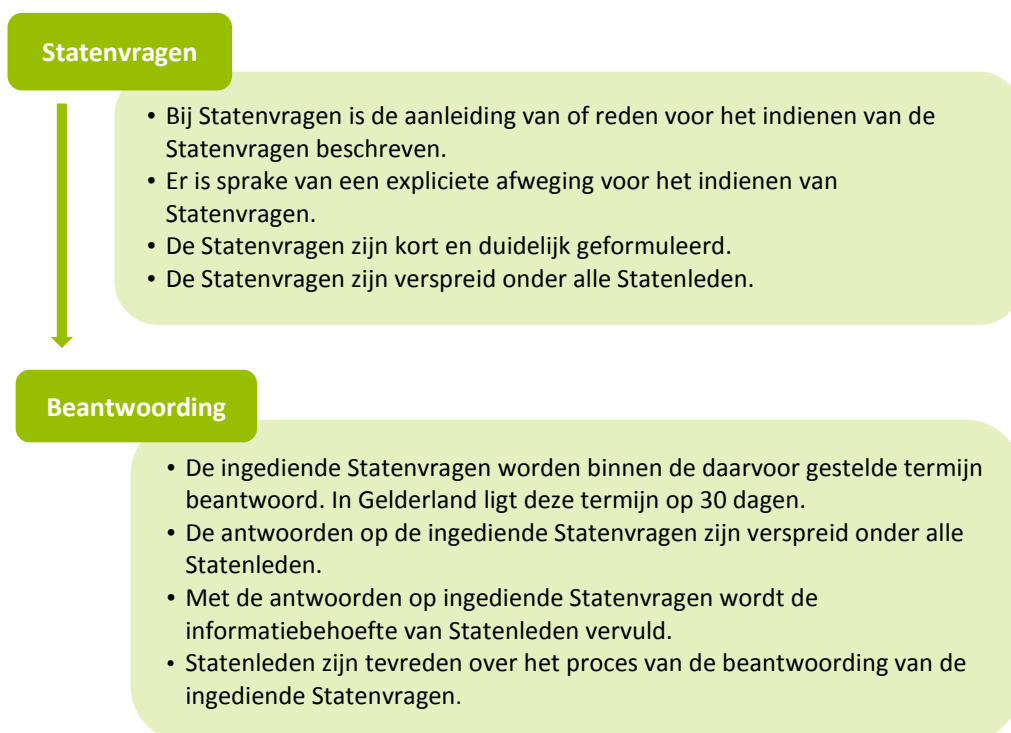 Statenvragen
• Bij Statenvragen is de aanleiding van of reden voor het indienen van de
Statenvragen beschreven.
• Er is sprake van een expliciete afweging voor het indienen van
Statenvragen.
• De Statenvragen zijn kort en duidelijk geformuleerd.
• De Statenvragen zijn verspreid onder alle Statenleden.
Beantwoording
• De ingediende Statenvragen worden binnen de daarvoor gestelde termijn
beantwoord. In Gelderland ligt deze termijn op 30 dagen.
• De antwoorden op de ingediende Statenvragen zijn verspreid onder alle
Statenleden.
• Met de antwoorden op ingediende Statenvragen wordt de
informatiebehoefte van Statenleden vervuld.
• Statenleden zijn tevreden over het proces van de beantwoording van de
ingediende Statenvragen.